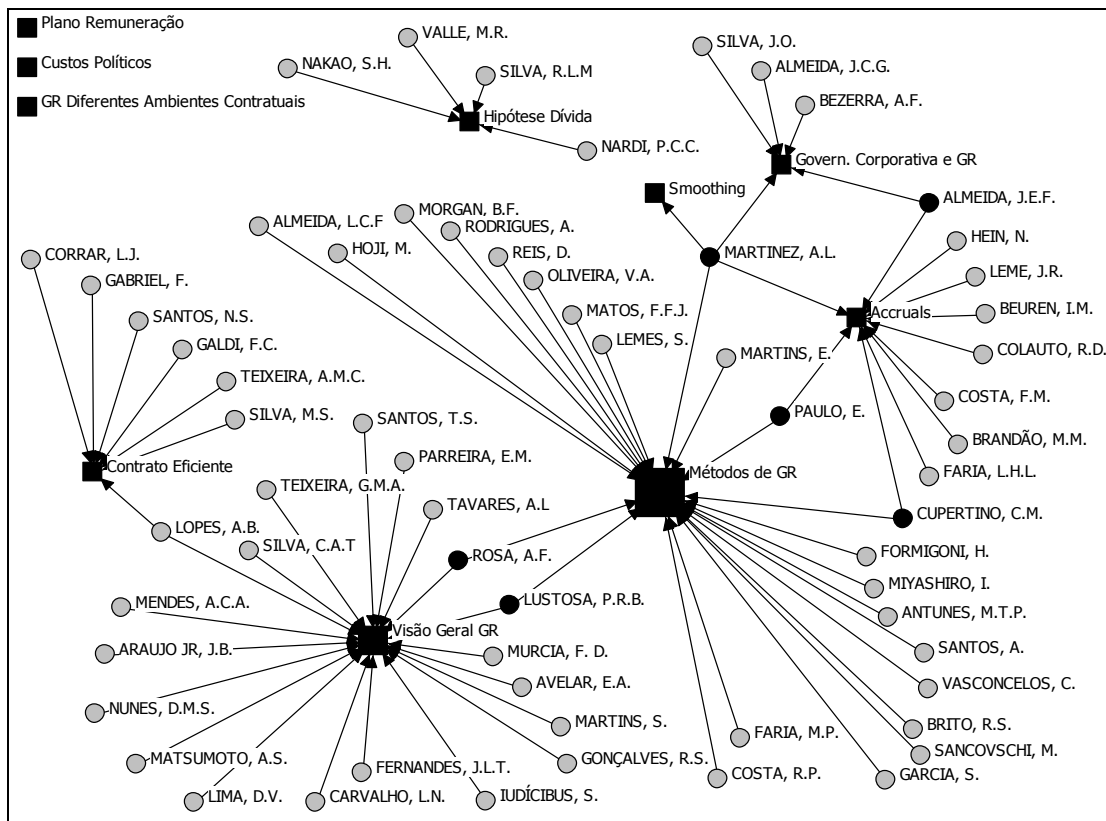 Plano Remuneração
Custos Políticos
GR Diferentes Ambientes Contratuais
VALLE, M.R.
NAKAO, S.H.
SILVA, R.L.M
Hipótese Dívida
NARDI, P.C.C.
SILVA, J.O.
ALMEIDA, J.C.G.
BEZERRA, A.F.
Govern. Corporativa e GR
Smoothing
ALMEIDA, J.E.F.
MORGAN, B.F.
ALMEIDA, L.C.F
RODRIGUES, A.
HOJI, M.
REIS, D.
MARTINEZ, A.L.
HEIN, N.
OLIVEIRA, V.A.
LEME, J.R.
CORRAR, L.J.
GABRIEL, F.
MATOS, F.F.J.
Accruals
BEUREN, I.M.
SANTOS, N.S.
LEMES, S.
GALDI, F.C.
MARTINS, E.
COLAUTO, R.D.
TEIXEIRA, A.M.C.
COSTA, F.M.
SILVA, M.S.
SANTOS, T.S.
PAULO, E.
BRANDÃO, M.M.
PARREIRA, E.M.
Contrato Eficiente
Métodos de GR
FARIA, L.H.L.
TEIXEIRA, G.M.A.
TAVARES, A.L
CUPERTINO, C.M.
LOPES, A.B.
SILVA, C.A.T
ROSA, A.F.
FORMIGONI, H.
MIYASHIRO, I.
MENDES, A.C.A.
LUSTOSA, P.R.B.
ANTUNES, M.T.P.
Visão Geral GR
ARAUJO JR, J.B.
MURCIA, F. D.
SANTOS, A.
AVELAR, E.A.
VASCONCELOS, C.
NUNES, D.M.S.
MARTINS, S.
BRITO, R.S.
FARIA, M.P.
SANCOVSCHI, M.
MATSUMOTO, A.S.
GONÇALVES, R.S.
FERNANDES, J.L.T.
COSTA, R.P.
GARCIA, S.
LIMA, D.V.
CARVALHO, L.N.
IUDÍCIBUS, S.